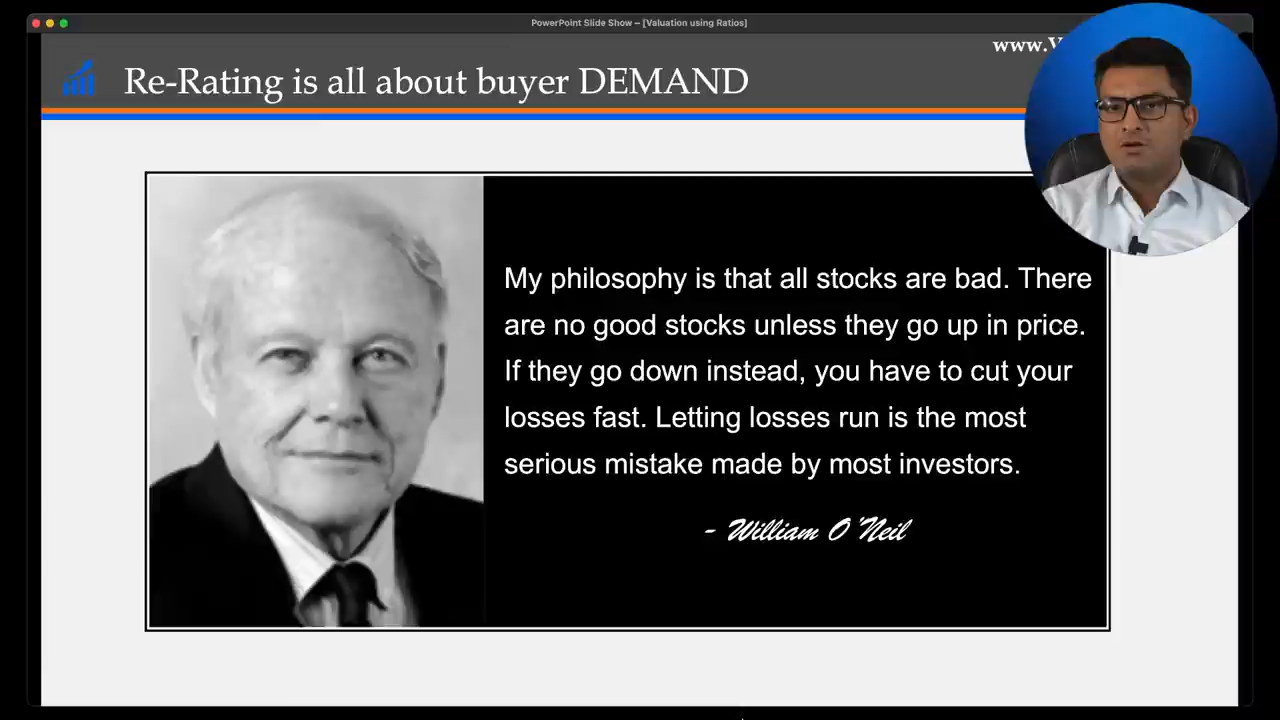 PowerPoint Slide Show – [Valuation using Ratios]
www.V
Re-Rating is all about buyer DEMAND
My philosophy is that all stocks are bad. There
are no good stocks unless they go up in price.
If they go down instead, you have to cut your
losses fast. Letting losses run is the most
serious mistake made by most investors.
- William O'Neil